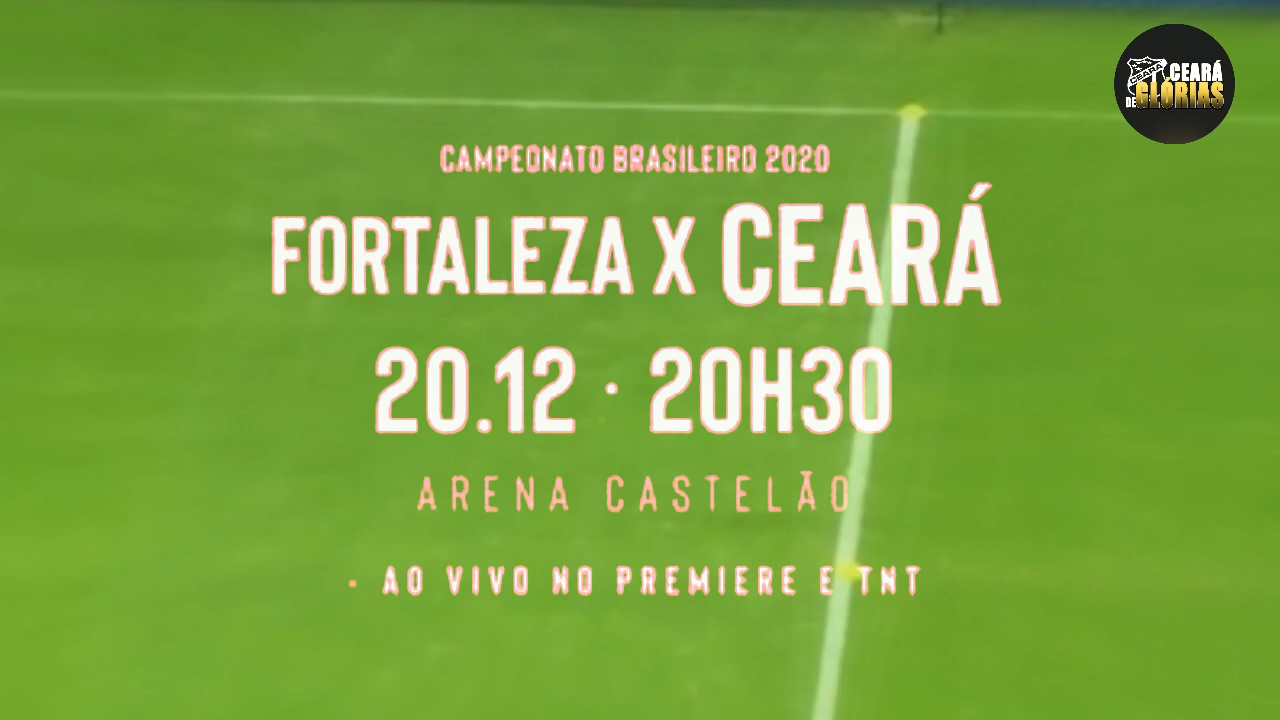 CEARÁ
CEARÁ
DE GLÓRIAS
CAMPEONATO BRASILEIRO 2020
FORTALEZA X CEARÁ
20.12 · 20H30
ARENA CASTELÃO
· AO VIVO NO PREMIERE E TNT